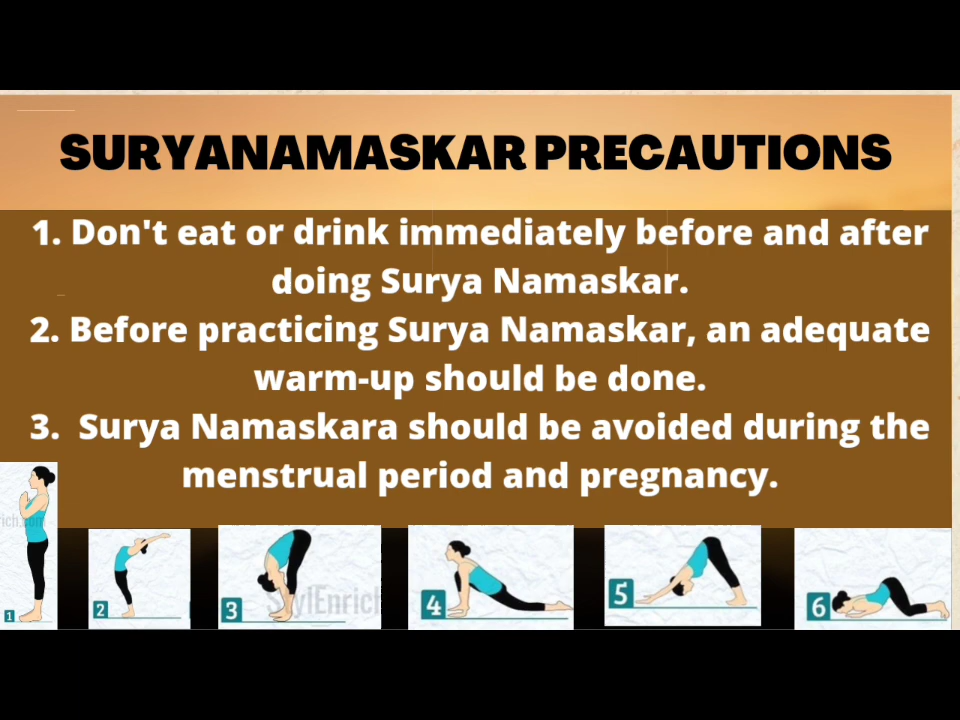 SURYANAMASKAR PRECAUTIONS
1. Don't eat or drink immediately before and after
doing Surya Namaskar.
2. Before practicing Surya Namaskar, an adequate
warm-up should be done.
3. Surya Namaskara should be avoided during the
menstrual period and pregnancy.
1
2
3
4
5
6